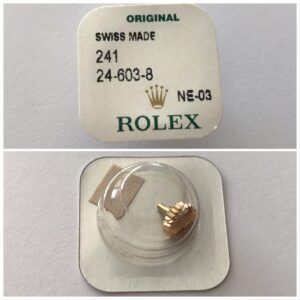 ORIGINAL
SWISS MADE
241
24-603-8
NE-03
ROLEX